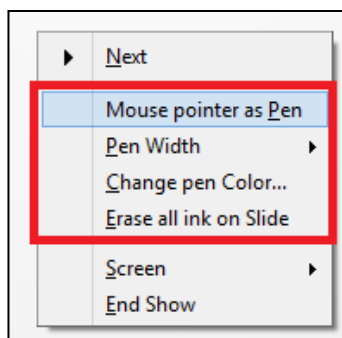 Next
Mouse pointer as Pen
Pen Width
Change pen Color...
Erase all ink on Slide
Screen
End Show